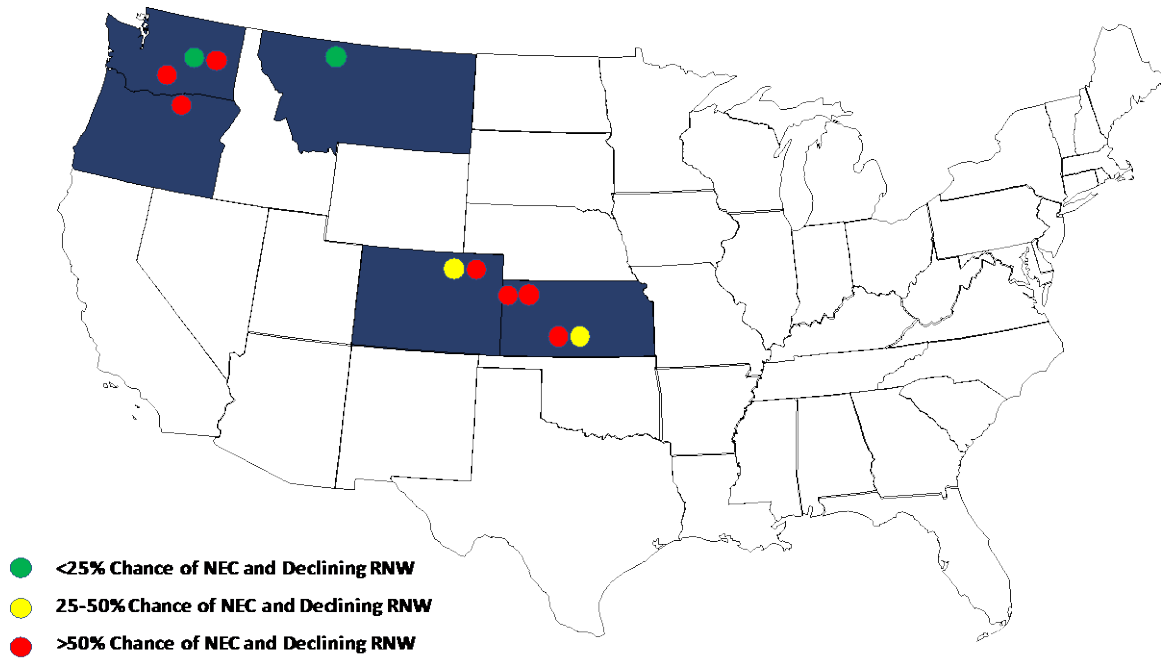 <25% Chance of NEC and Declining RNW
25-50% Chance of NEC and Declining RNW
>50% Chance of NEC and Declining RNW